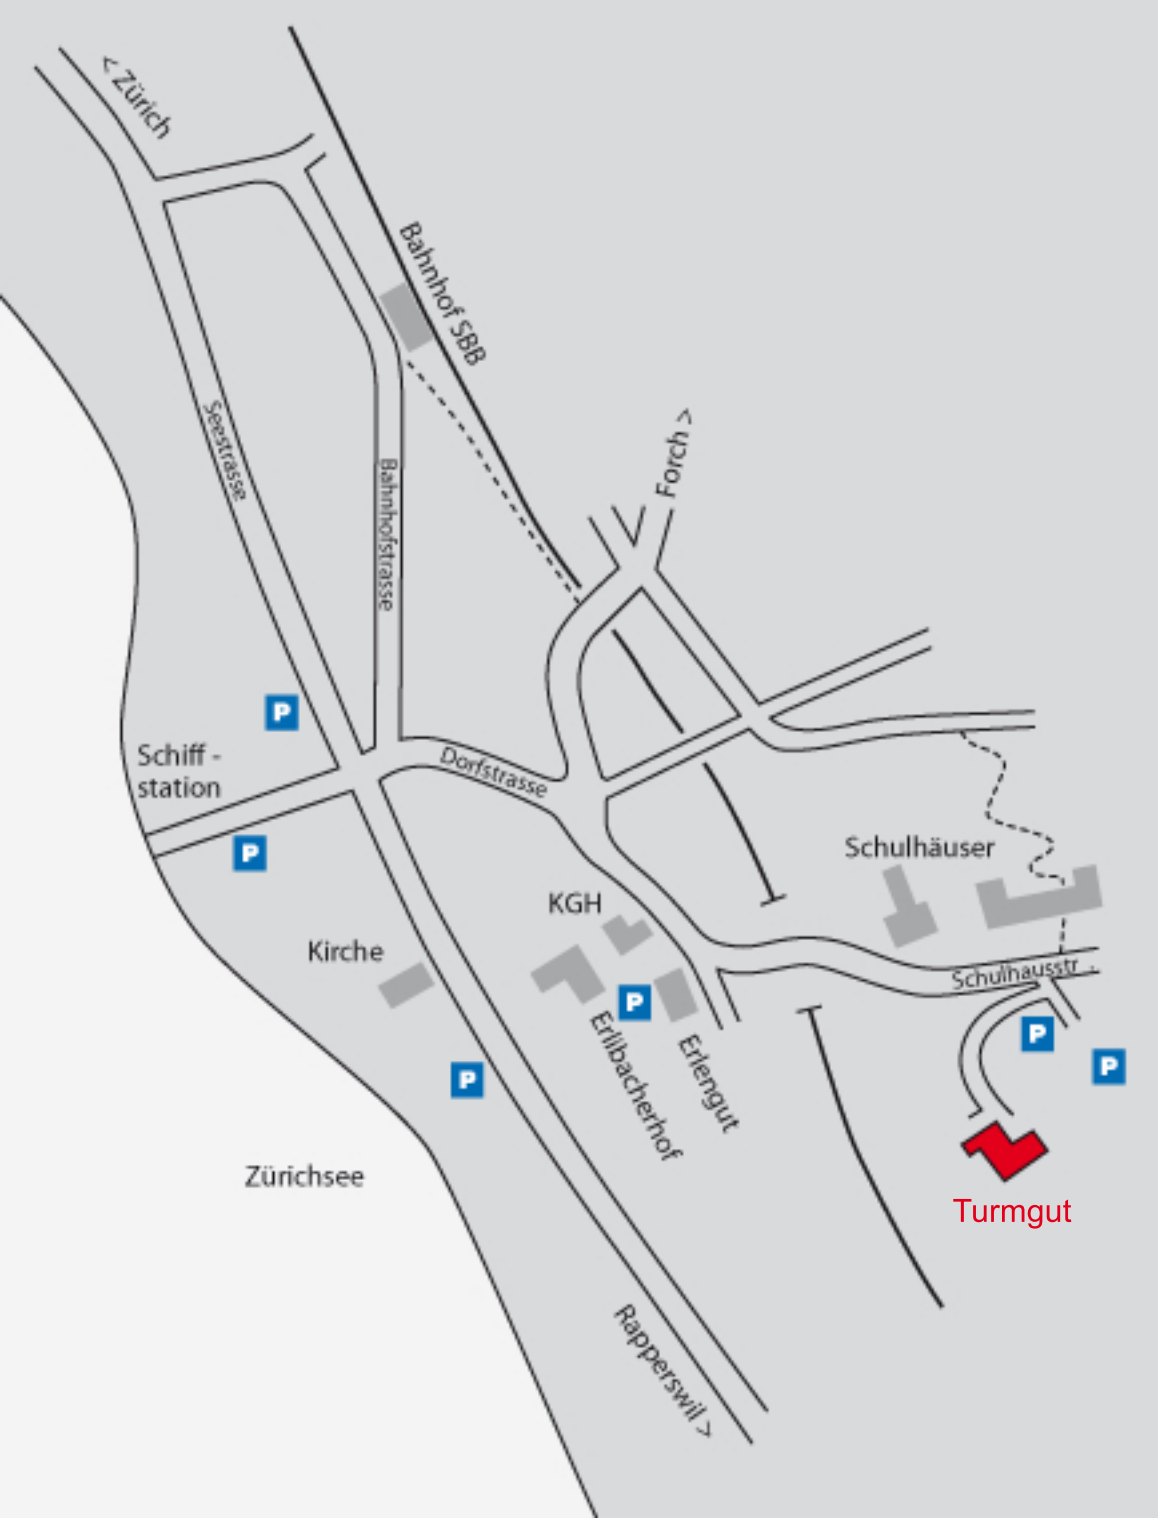 < Zürich
Bahnhof SBB
Seestrasse
Forch >
Bahnhofstrasse
P
Schiff -
station
Dorfstrasse
P
Schulhäuser
KGH
Kirche
Schulhausstr.
P
Erlibacherhof
Erlengut
P
P
P
Zürichsee
Turmgut
Rapperswil >